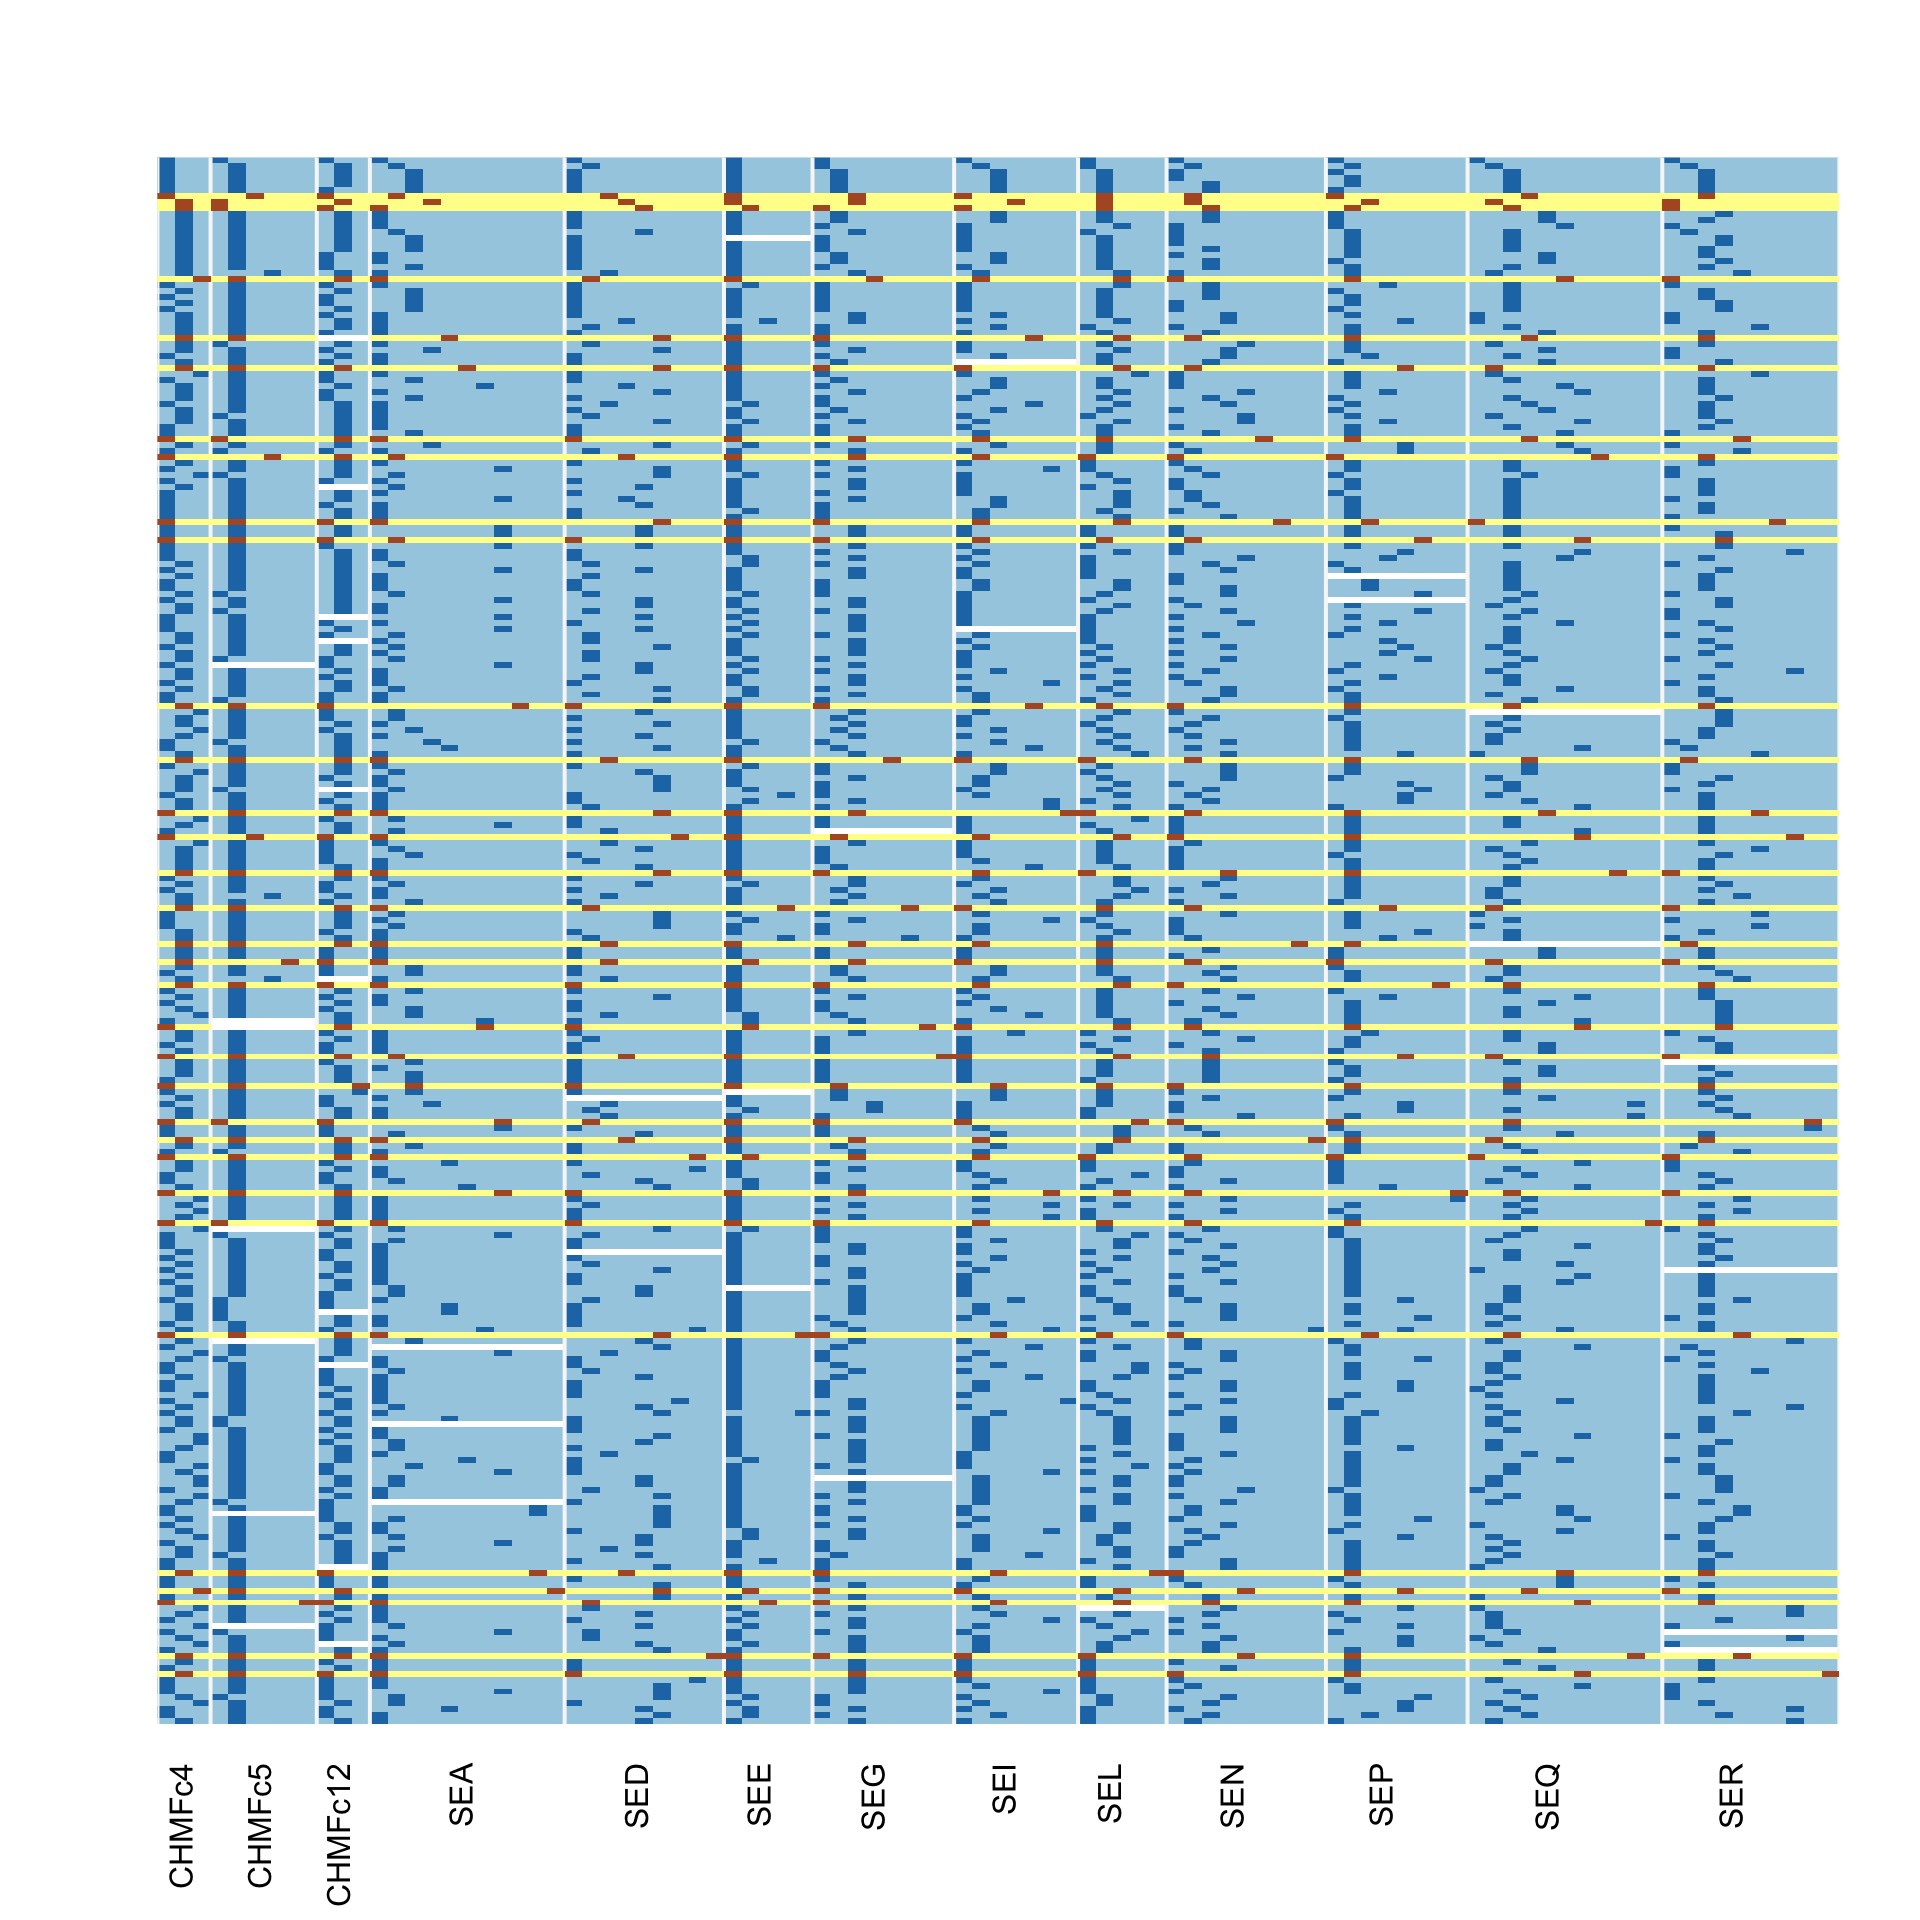 CHMFc4
CHMFc5
CHMFc12
SEA
SED
SEE
SEG
SEI
SEL
SEN
SEP
SEQ
SER